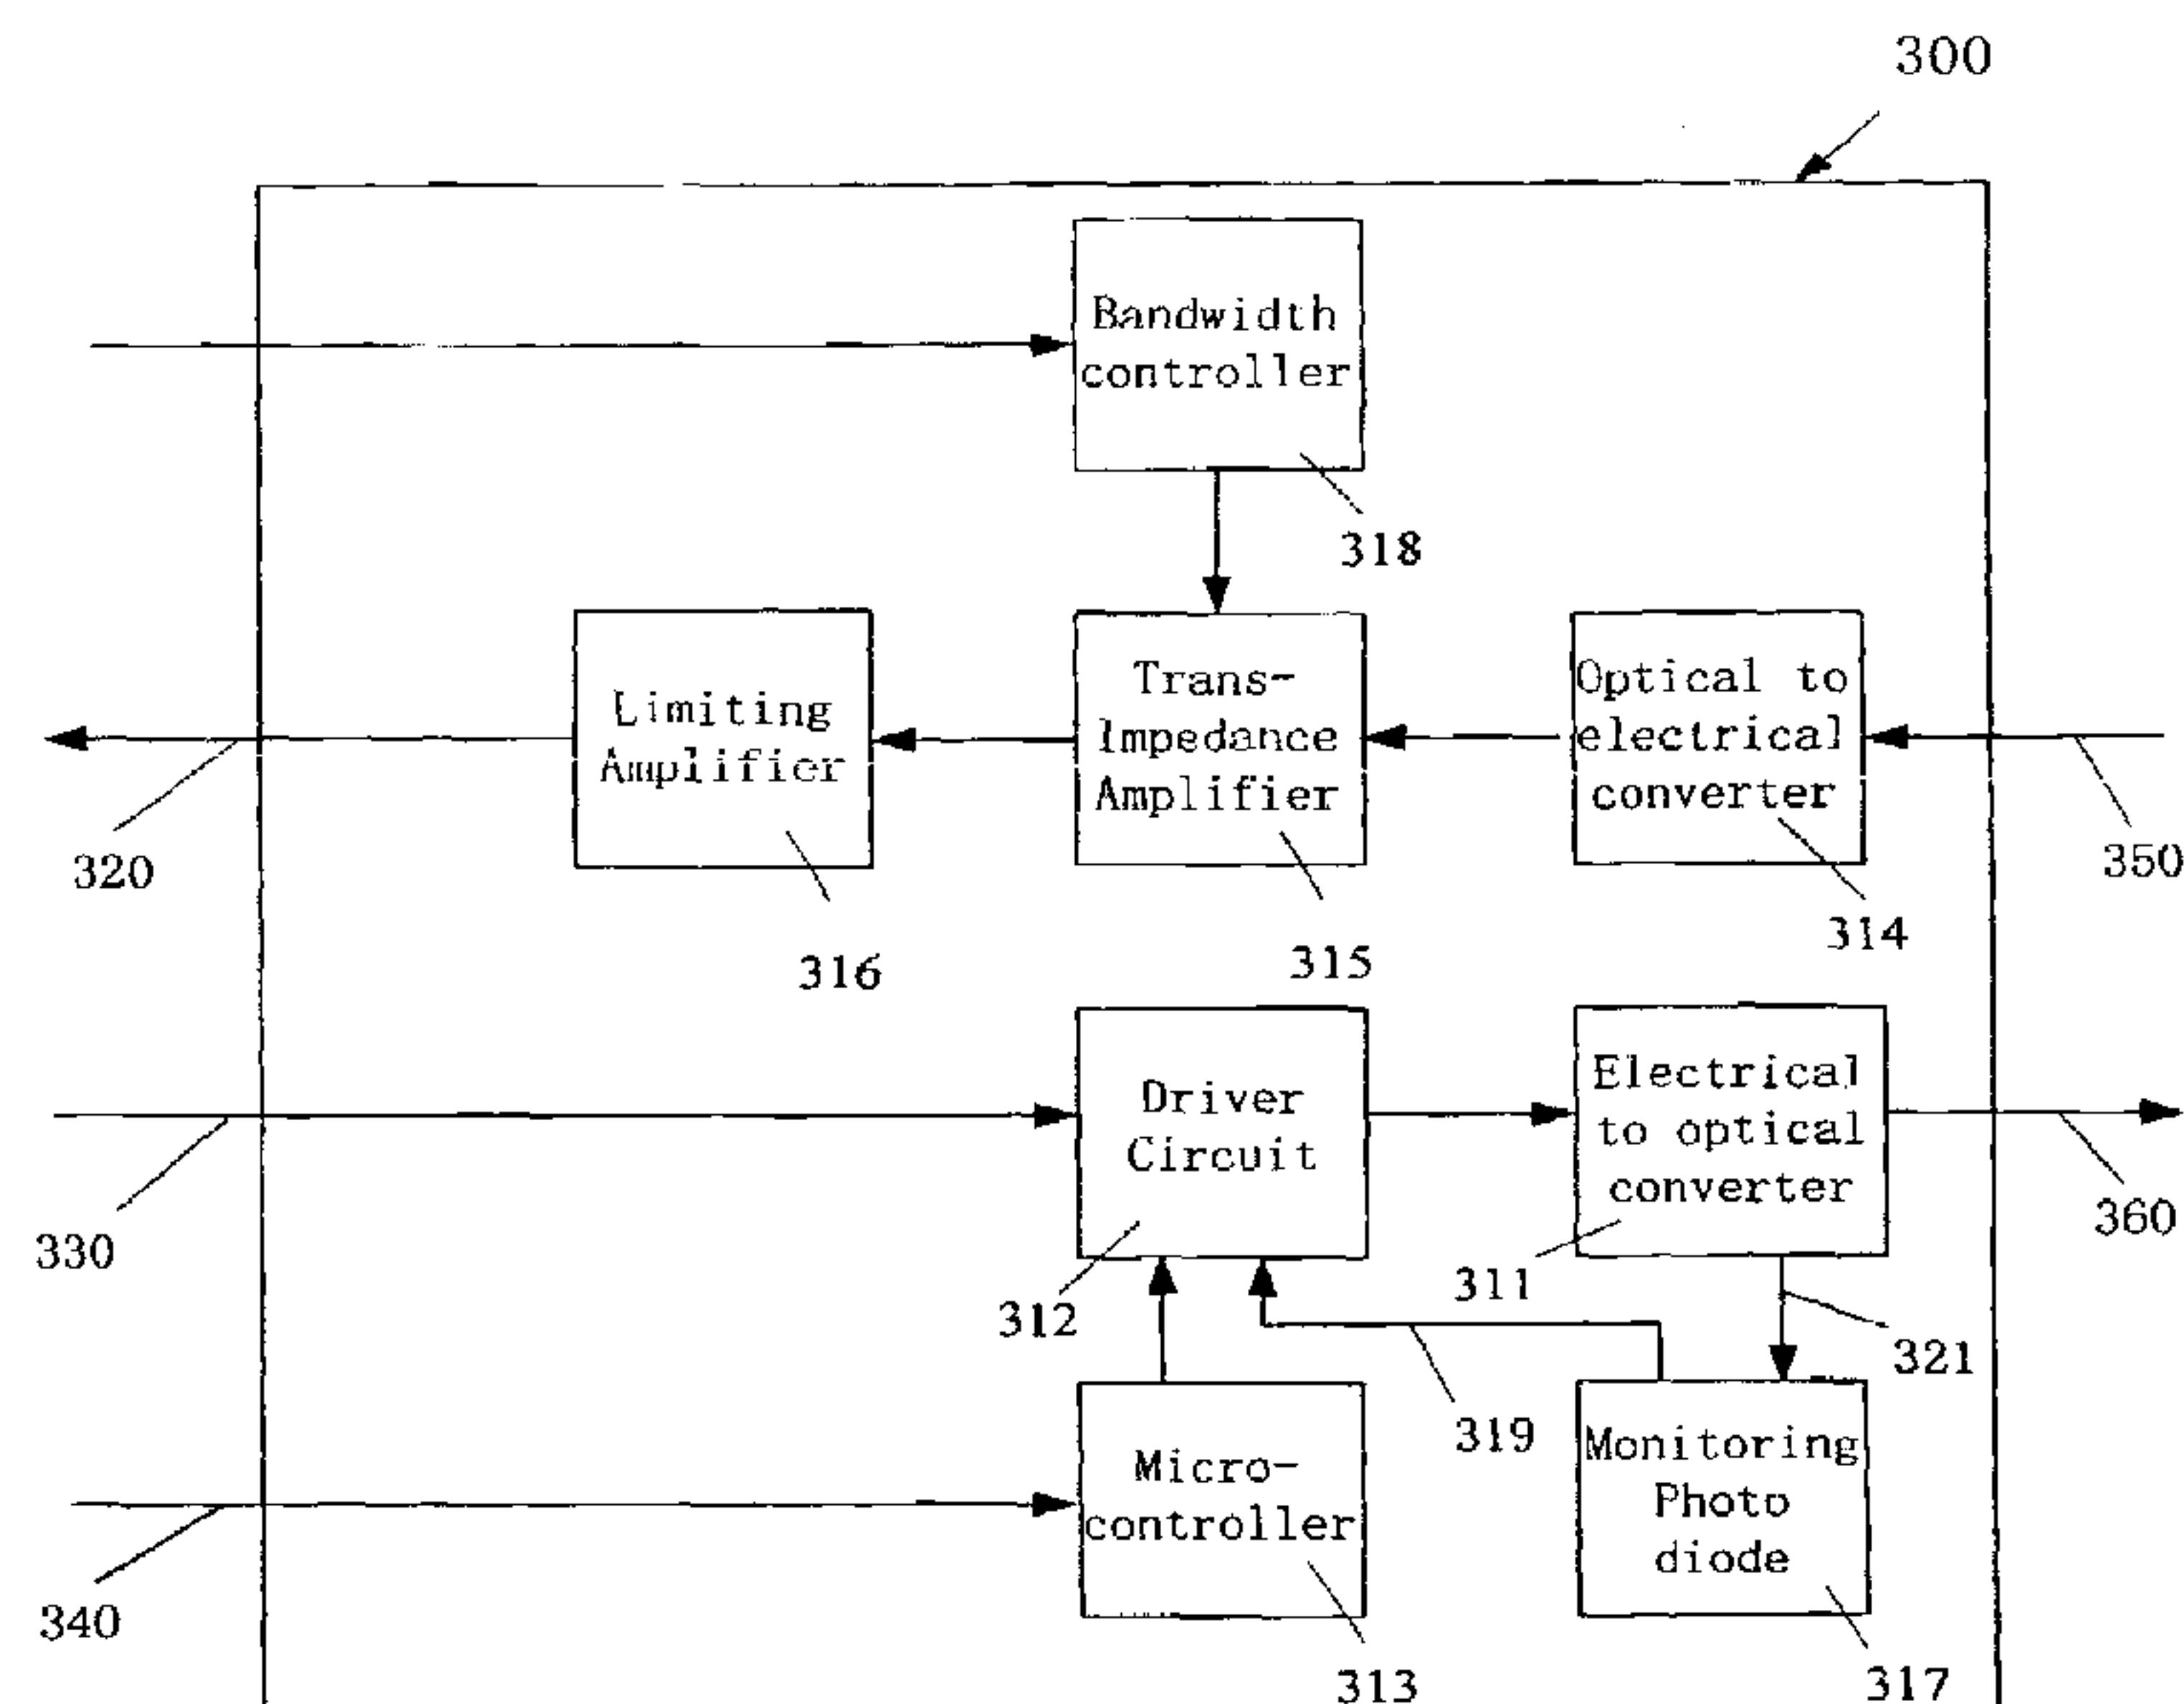 300
Bandwidth
controller
318
Limiting
Amplifier
Trans-
Impedance
Amplifier
Optical to
electrical
converter
320
350
316
315
314
Driver
Circuit
Electrical
to optical
converter
330
360
312
311
321
319
Micro-
controller
Monitoring
Photo
diode
340
313
317